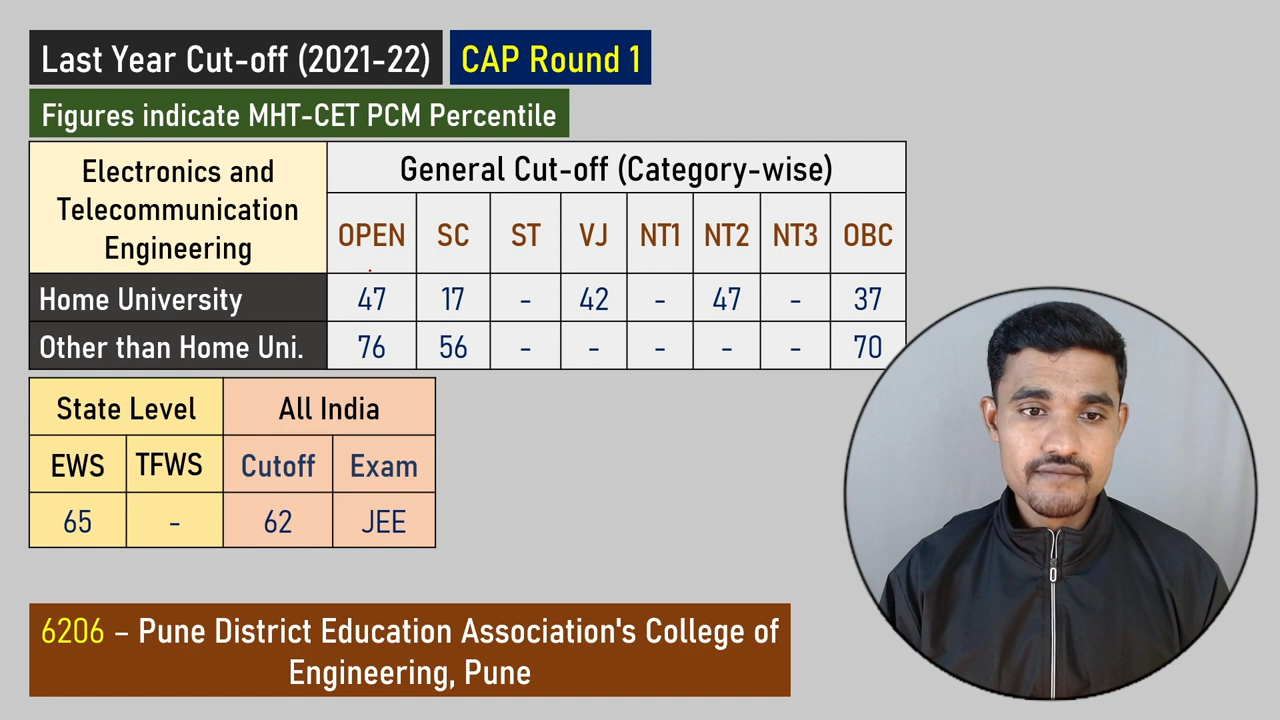 Last Year Cut-off (2021-22) CAP Round 1
Figures indicate MHT-CET PCM Percentile
Electronics and
Telecommunication
Engineering
General Cut-off (Category-wise)
OPEN SC ST VJ NT1 NT2 NT3 OBC
Home University 47 17 - 42 - 47 - 37
Other than Home Uni. 76 56 - - - - - 70
State Level All India
EWS TFWS Cutoff Exam
65 - 62 JEE
6206 – Pune District Education Association's College of
Engineering, Pune